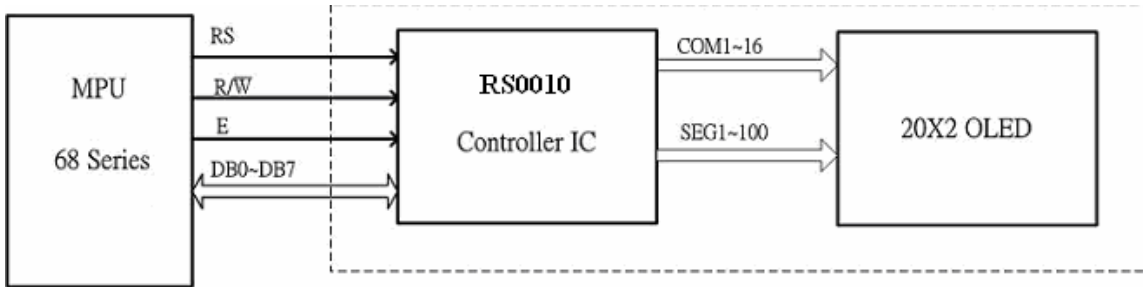 RS
MPU
R/W̅
E
68 Series
DB0~DB7
RS0010
Controller IC
COM1~16
SEG1~100
20X2 OLED